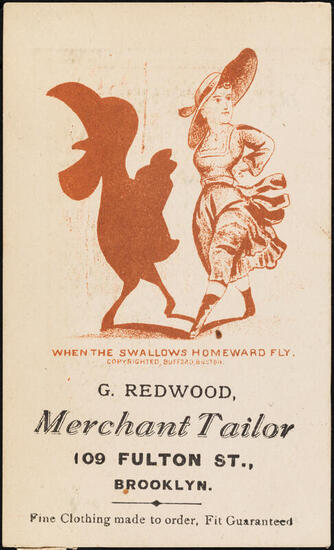 WHEN THE SWALLOWS HOMEWARD FLY.
COPYRIGHTED, BUFFORD, BOSTON.
G. REDWOOD,
Merchant Tailor
109 FULTON ST.,
BROOKLYN.
Fine Clothing made to order, Fit Guaranteed